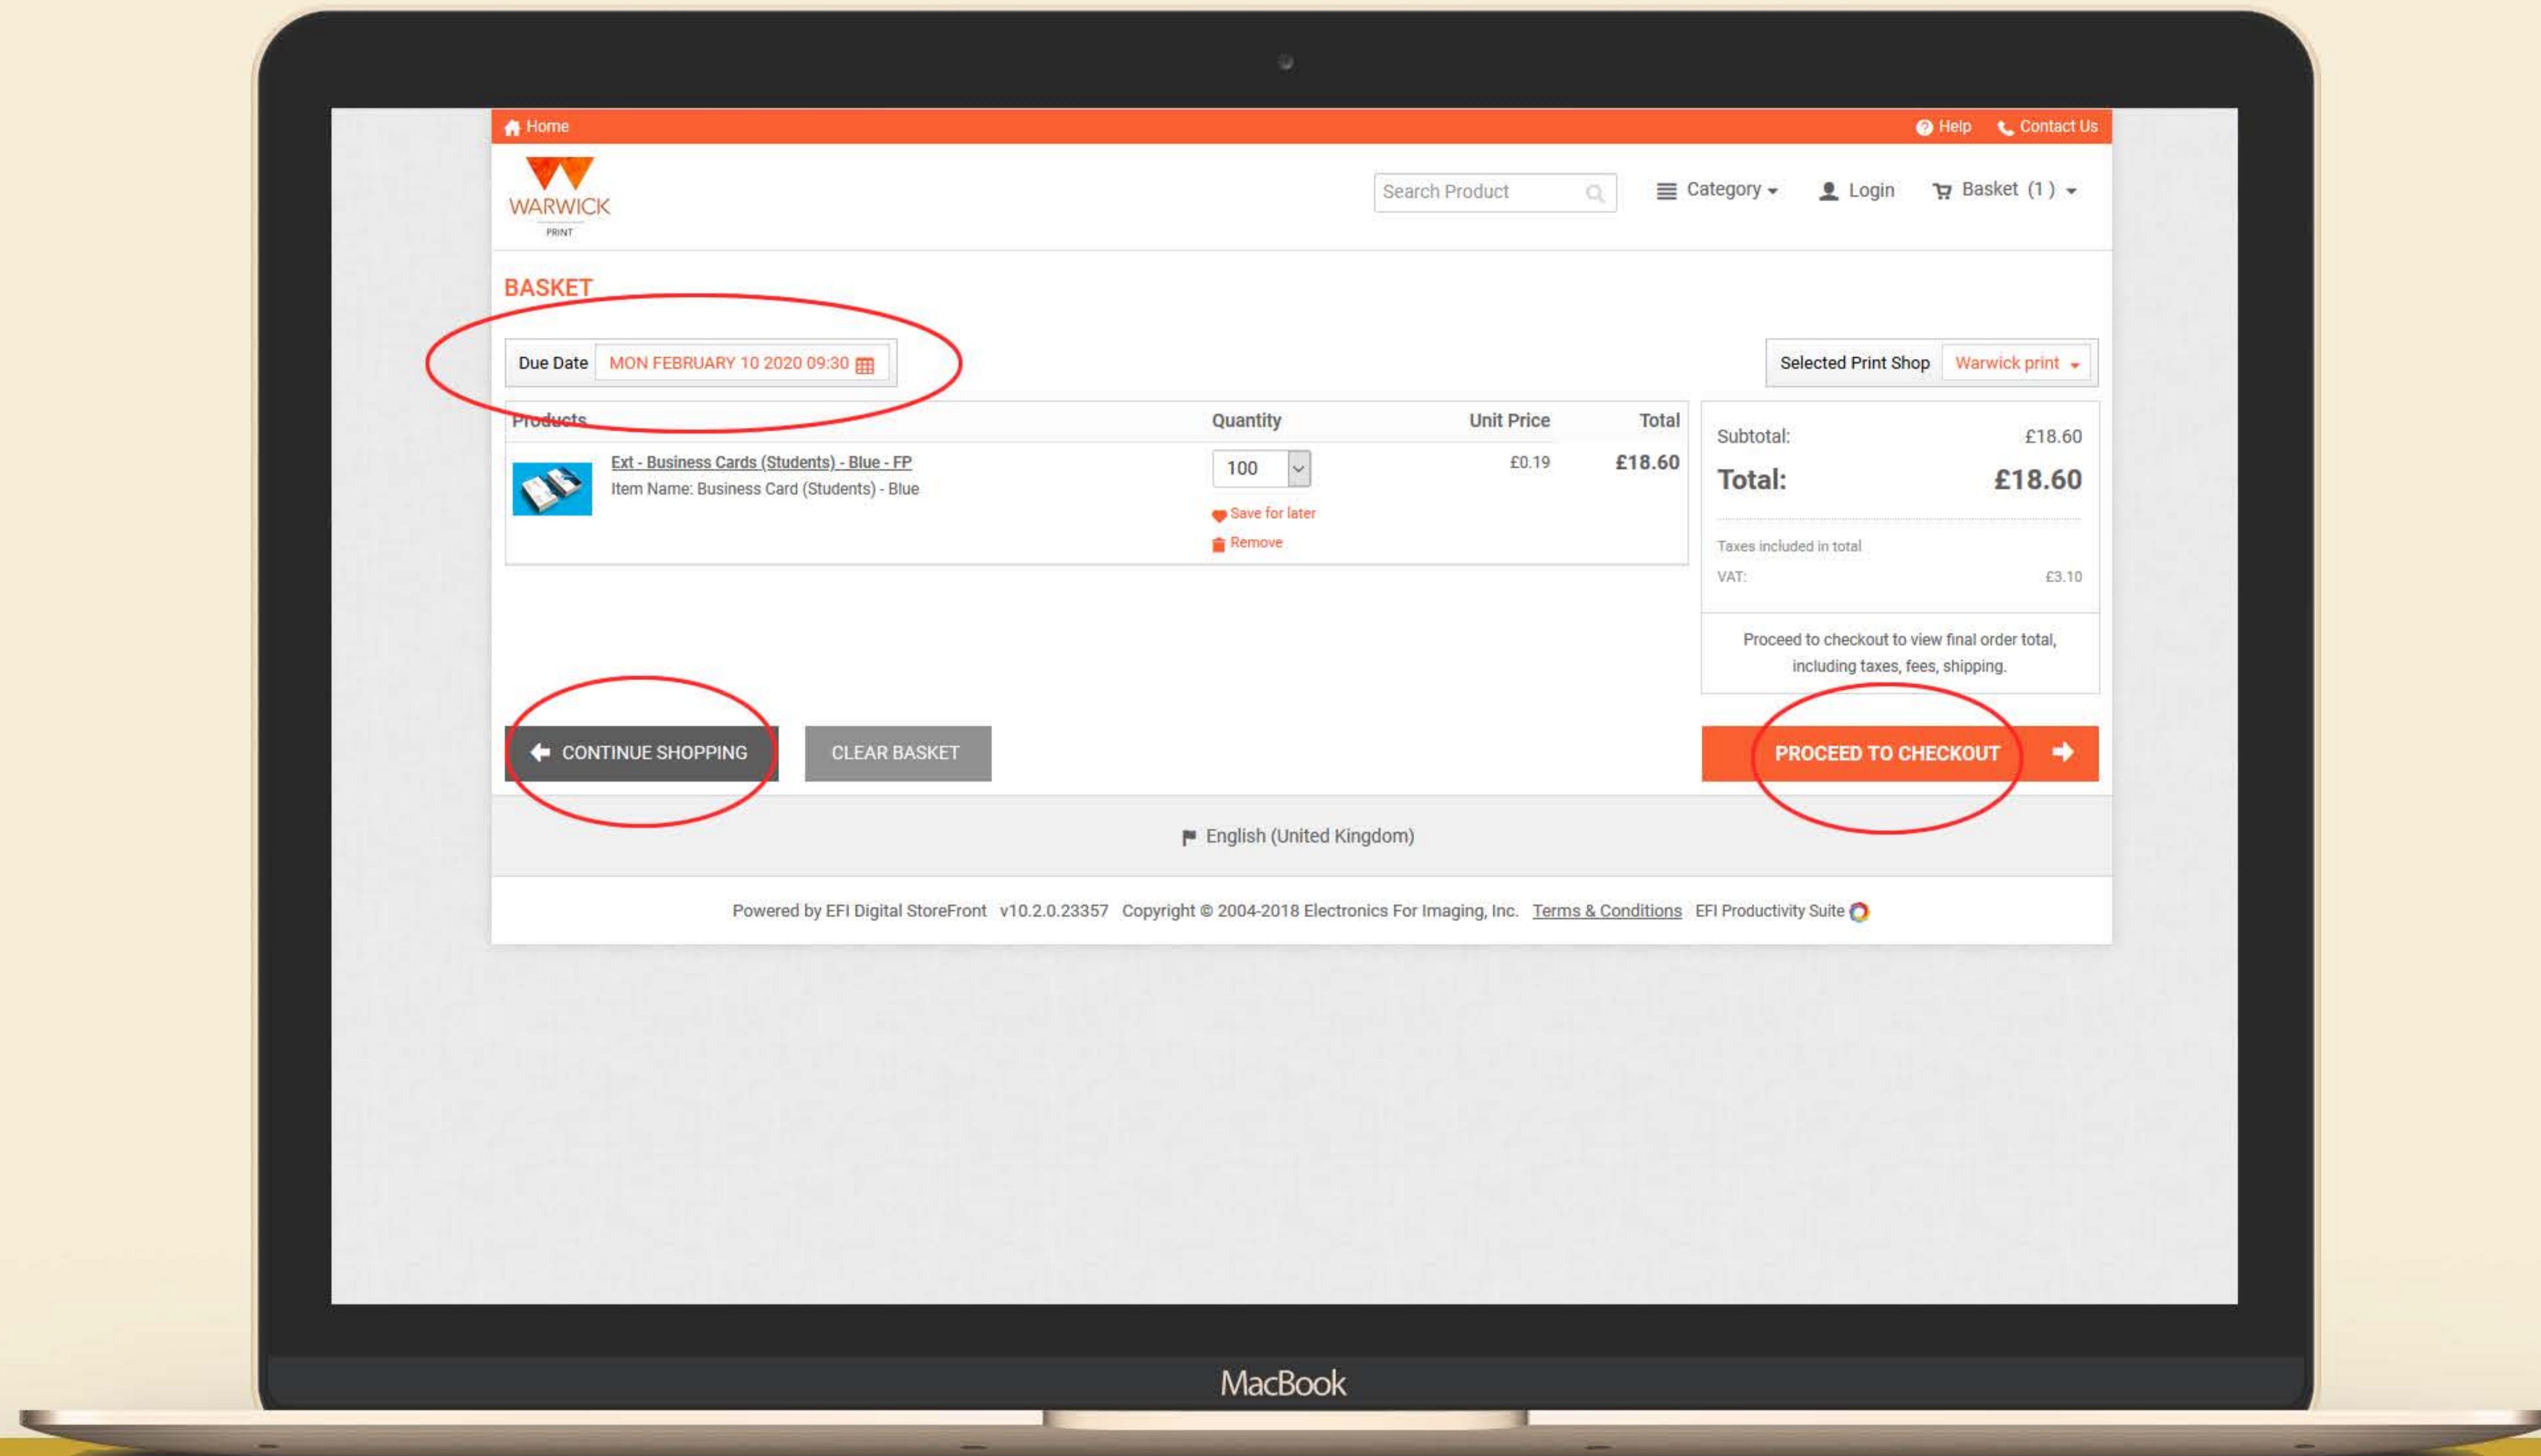 Home
Help
Contact Us
WARWICK
PRINT
Search Product
Category
Login
Basket (1)
BASKET
Due Date MON FEBRUARY 10 2020 09:30
Selected Print Shop Warwick print
Products Quantity Unit Price Total
Ext - Business Cards (Students) - Blue - FP 100 £0.19 £18.60
Item Name: Business Card (Students) - Blue
Save for later
Remove
Subtotal: £18.60
Total: £18.60
Taxes included in total
VAT: £3.10
Proceed to checkout to view final order total,
including taxes, fees, shipping.
CONTINUE SHOPPING
CLEAR BASKET
PROCEED TO CHECKOUT
English (United Kingdom)
Powered by EFI Digital StoreFront v10.2.0.23357 Copyright © 2004-2018 Electronics For Imaging, Inc. Terms & Conditions EFI Productivity Suite
MacBook